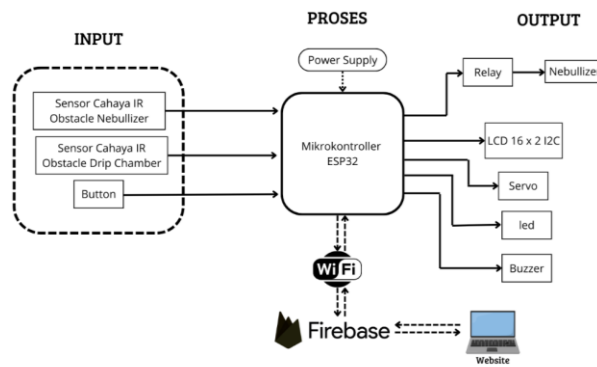 INPUT
PROSES
OUTPUT
Sensor Cahaya IR
Obstacle Nebullizer
Sensor Cahaya IR
Obstacle Drip Chamber
Button
Power Supply
Mikrokontroller
ESP32
WiFi
Firebase
Relay
Nebullizer
LCD 16 x 2 I2C
Servo
led
Buzzer
Website